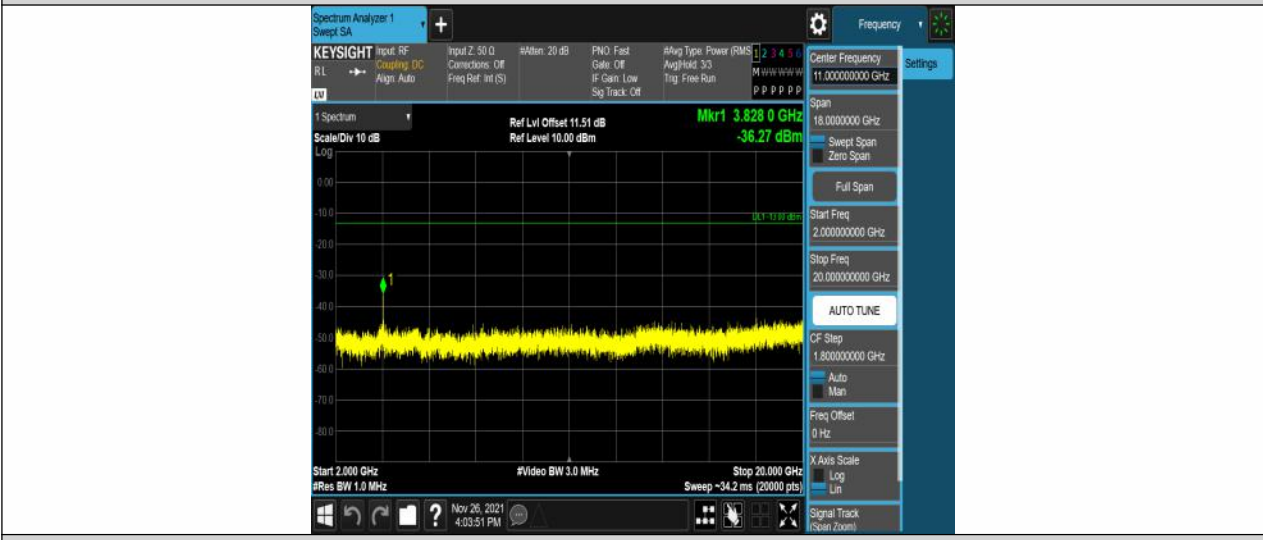 Spectrum Analyzer 1
Swept SA
+
Frequency
KEYSIGHT
Input: RF
Coupling: DC
Align: Auto
RL
LV
Input Z: 50 Ω
Corrections: Off
Freq Ref: Int (S)
#Atten: 20 dB
PNO: Fast
Gate: Off
IF Gain: Low
Sig Track: Off
#Avg Type: Power (RMS
Avg|Hold: 3/3
Trig: Free Run
1 2 3 4 5 6
M W W W W W
P P P P P P
Center Frequency
11.000000000 GHz
Settings
Span
18.0000000 GHz
Swept Span
Zero Span
Full Span
Start Freq
2.000000000 GHz
Stop Freq
20.000000000 GHz
AUTO TUNE
CF Step
1.800000000 GHz
Auto
Man
Freq Offset
0 Hz
X Axis Scale
Log
Lin
Signal Track
(Span Zoom)
1 Spectrum
Scale/Div 10 dB
Ref Lvl Offset 11.51 dB
Ref Level 10.00 dBm
Mkr1 3.828 0 GHz
-36.27 dBm
Log
0.00
-10.0
DL1 -13.00 dBm
-20.0
-30.0
1
-40.0
-50.0
-60.0
-70.0
-80.0
Start 2.000 GHz
#Video BW 3.0 MHz
Stop 20.000 GHz
#Res BW 1.0 MHz
Sweep ~34.2 ms (20000 pts)
?
Nov 26, 2021
4:03:51 PM